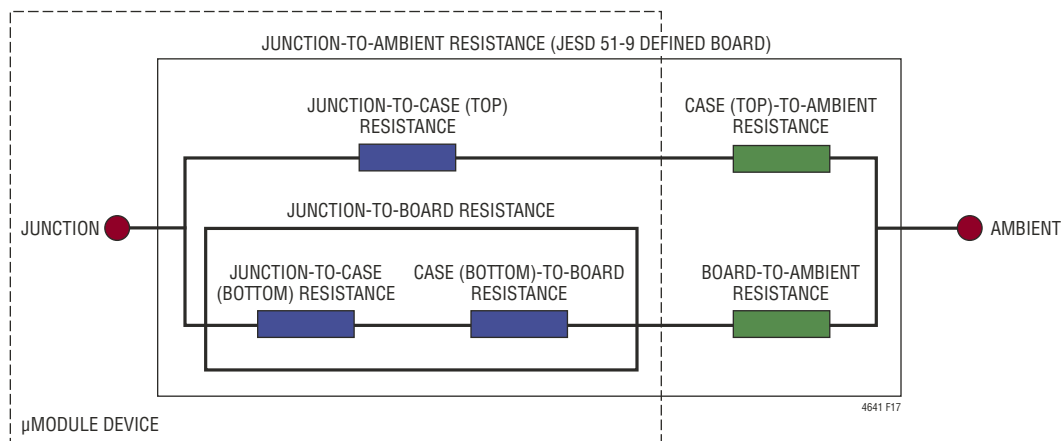 JUNCTION-TO-AMBIENT RESISTANCE (JESD 51-9 DEFINED BOARD)
JUNCTION-TO-CASE (TOP)
RESISTANCE
CASE (TOP)-TO-AMBIENT
RESISTANCE
JUNCTION
JUNCTION-TO-BOARD RESISTANCE
AMBIENT
JUNCTION-TO-CASE
(BOTTOM) RESISTANCE
CASE (BOTTOM)-TO-BOARD
RESISTANCE
BOARD-TO-AMBIENT
RESISTANCE
4641 F17
µMODULE DEVICE